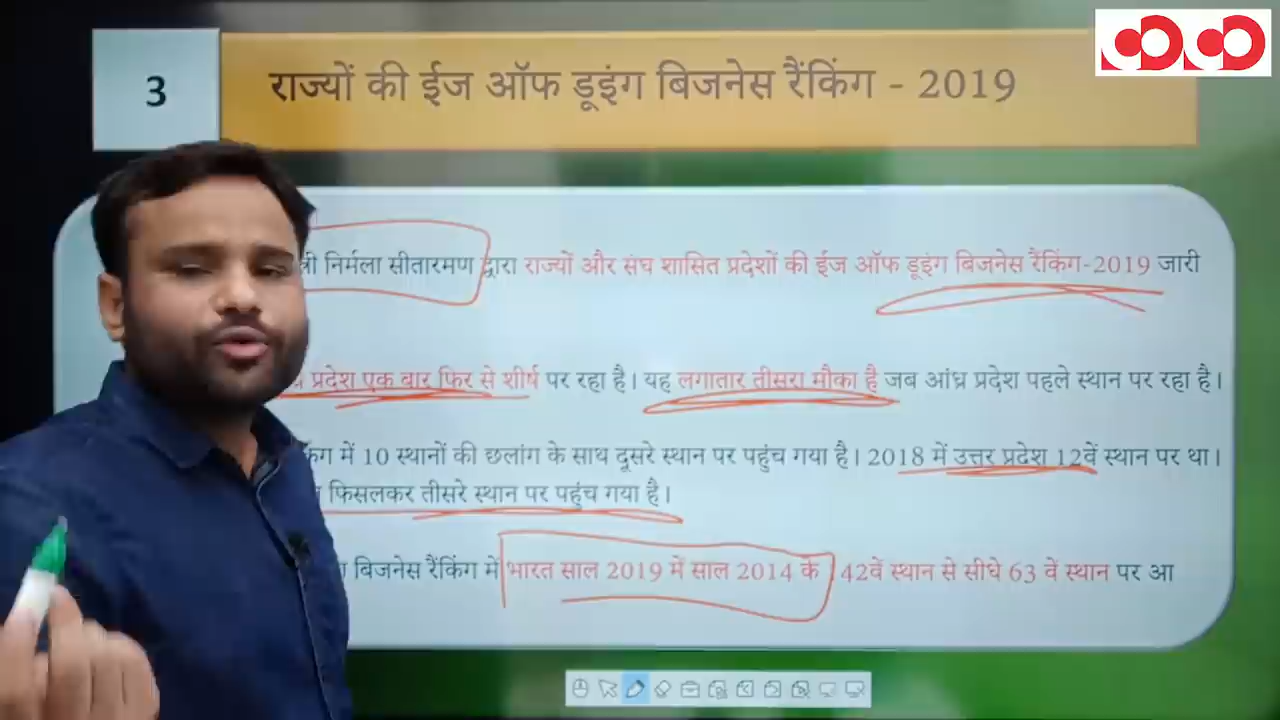 3
राज्यों की ईज ऑफ डूइंग बिजनेस रैंकिंग - 2019
निर्मला सीतारमण द्वारा राज्यों और संघ शासित प्रदेशों की ईज ऑफ डूइंग बिजनेस रैंकिंग-2019 जारी
प्रदेश एक बार फिर से शीर्ष पर रहा है। यह लगातार तीसरा मौका है जब आंध्र प्रदेश पहले स्थान पर रहा है।
में 10 स्थानों की छलांग के साथ दूसरे स्थान पर पहुंच गया है। 2018 में उत्तर प्रदेश 12वें स्थान पर था।
फिसलकर तीसरे स्थान पर पहुंच गया है।
बिजनेस रैंकिंग में भारत साल 2019 में साल 2014 के 42वें स्थान से सीधे 63 वें स्थान पर आ